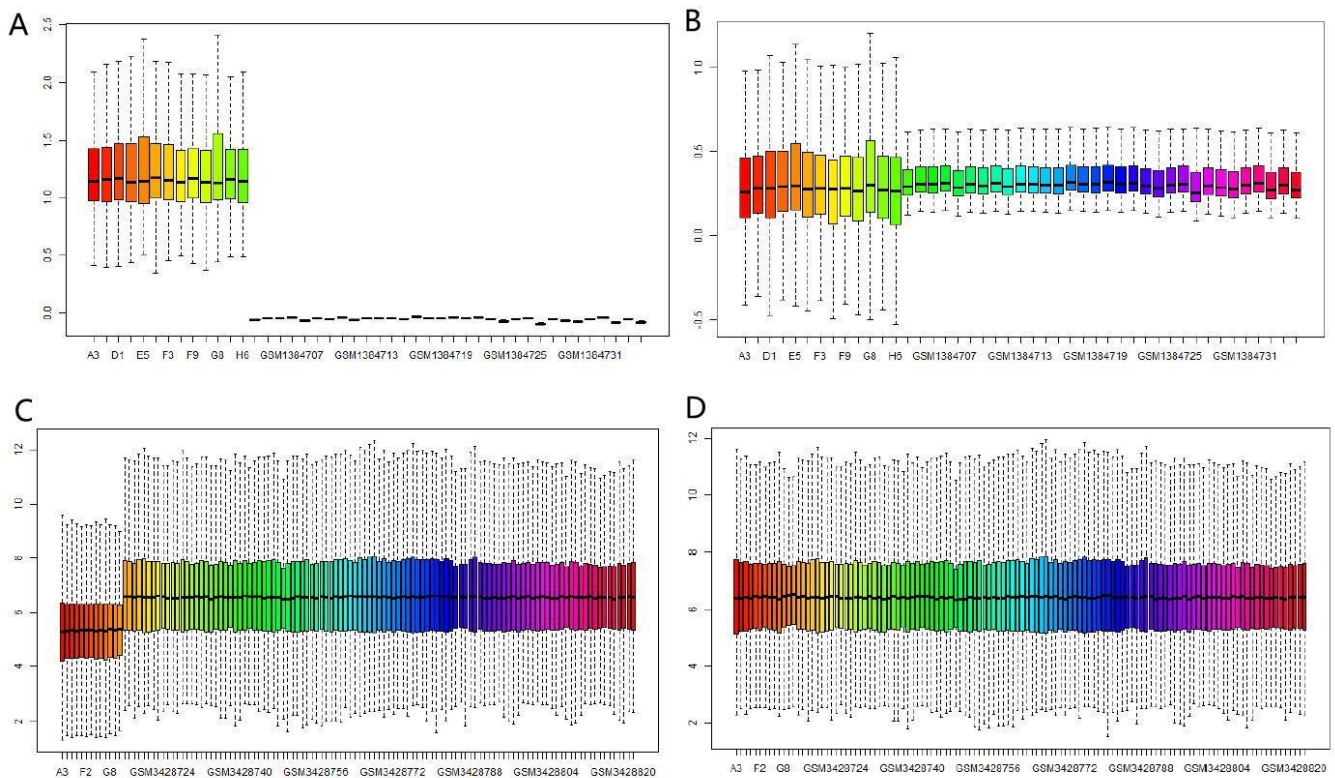 A
2.5
2.0
1.5
1.0
0.5
0.0
A3 D1 E5 F3 F9 G8 H6 GSM1384707 GSM1384713 GSM1384719 GSM1384725 GSM1384731
B
1.0
0.5
0.0
-0.5
A3 D1 E5 F3 F9 G8 H6 GSM1384707 GSM1384713 GSM1384719 GSM1384725 GSM1384731
C
12
10
8
6
4
2
A3 F2 G8 GSM3428724 GSM3428740 GSM3428756 GSM3428772 GSM3428788 GSM3428804 GSM3428820
D
12
10
8
6
4
2
A3 F2 G8 GSM3428724 GSM3428740 GSM3428756 GSM3428772 GSM3428788 GSM3428804 GSM3428820